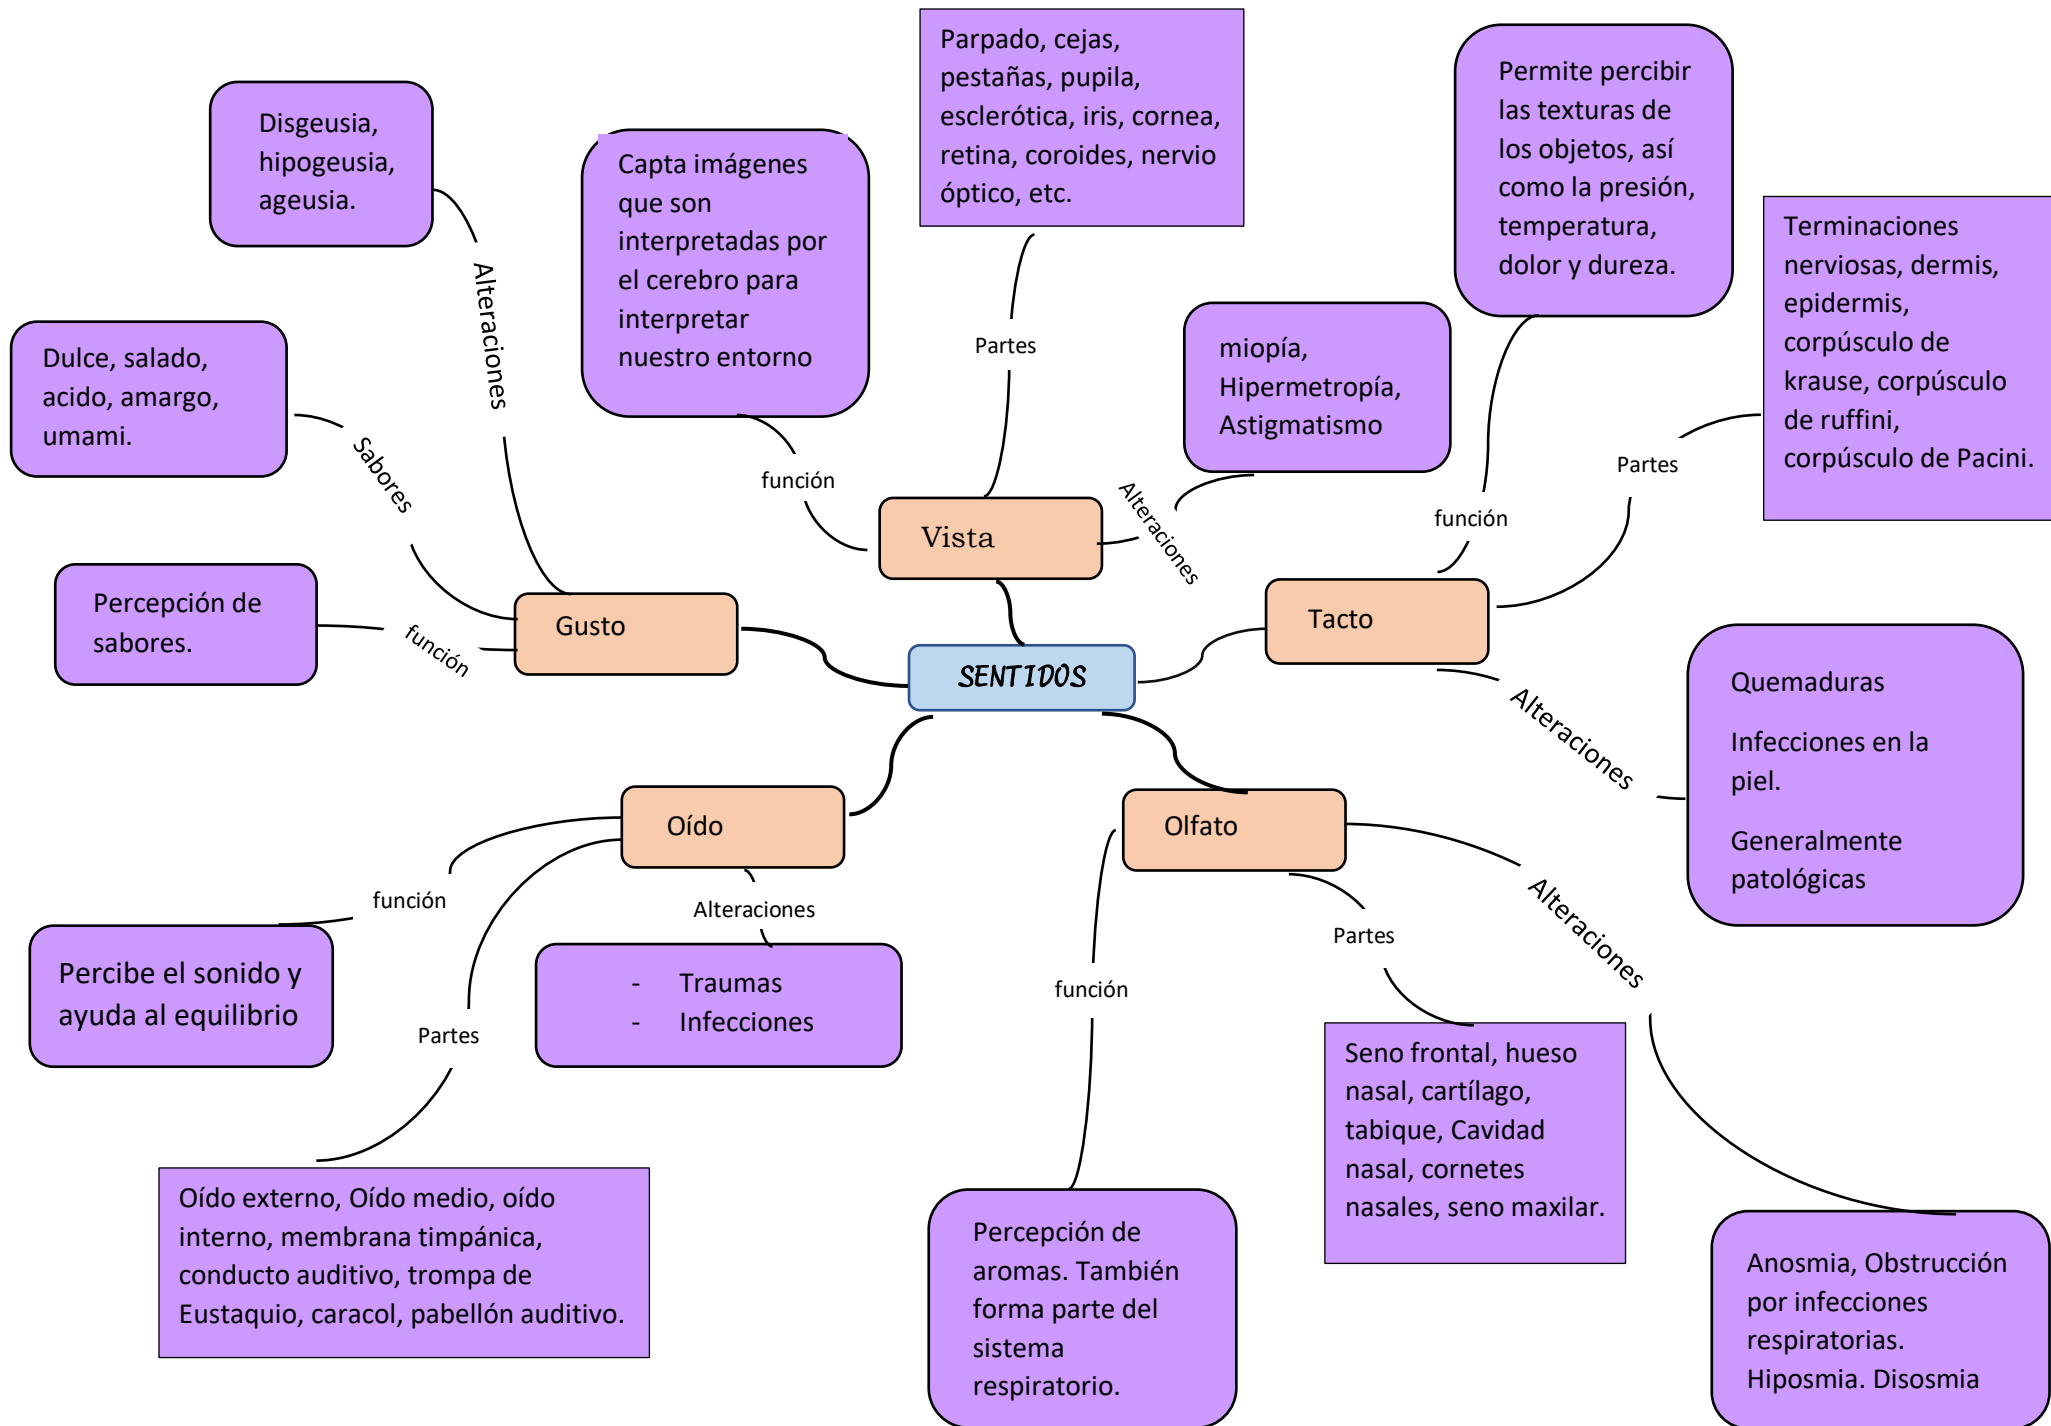 Parpado, cejas,
pestañas, pupila,
esclerótica, iris, cornea,
retina, coroides, nervio
óptico, etc.
Permite percibir
las texturas de
los objetos, así
como la presión,
temperatura,
dolor y dureza.
Disgeusia,
hipogeusia,
ageusia.
Capta imágenes
que son
interpretadas por
el cerebro para
interpretar
nuestro entorno
Terminaciones
nerviosas, dermis,
epidermis,
corpúsculo de
krause, corpúsculo
de ruffini,
corpúsculo de Pacini.
Alteraciones
Partes
miopía,
Hipermetropía,
Astigmatismo
Dulce, salado,
acido, amargo,
umami.
Sabores
función
Alteraciones
función
Partes
Vista
Percepción de
sabores.
función
Gusto
Tacto
SENTIDOS
Alteraciones
Quemaduras
Infecciones en la
piel.
Generalmente
patológicas
Oído
Olfato
función
Alteraciones
Partes
Alteraciones
Percibe el sonido y
ayuda al equilibrio
- Traumas
- Infecciones
función
Partes
Seno frontal, hueso
nasal, cartílago,
tabique, Cavidad
nasal, cornetes
nasales, seno maxilar.
Oído externo, Oído medio, oído
interno, membrana timpánica,
conducto auditivo, trompa de
Eustaquio, caracol, pabellón auditivo.
Percepción de
aromas. También
forma parte del
sistema
respiratorio.
Anosmia, Obstrucción
por infecciones
respiratorias.
Hiposmia. Disosmia